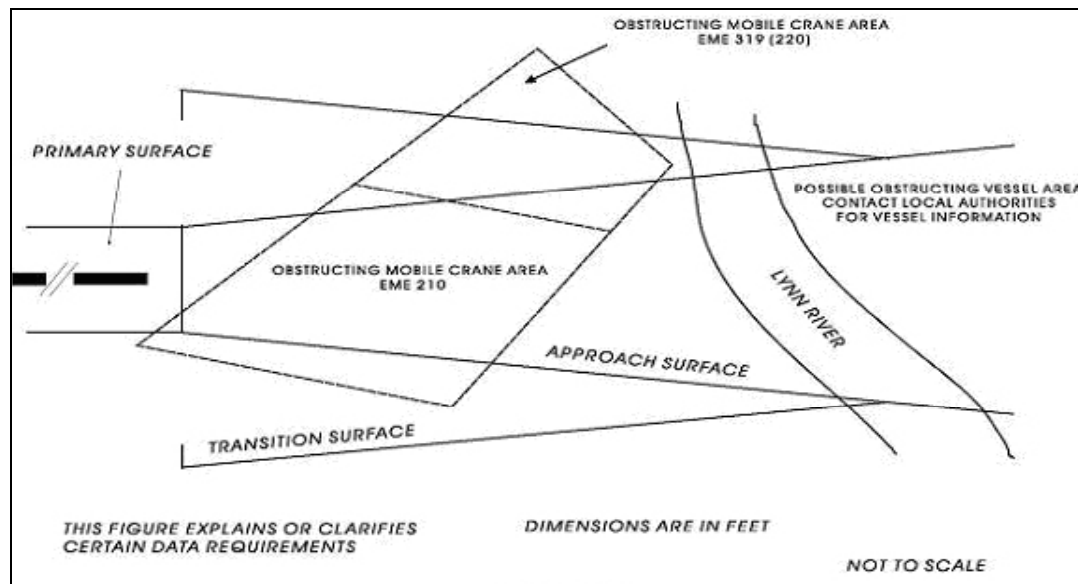 OBSTRUCTING MOBILE CRANE AREA
EME 319 (220)
PRIMARY SURFACE
POSSIBLE OBSTRUCTING VESSEL AREA
CONTACT LOCAL AUTHORITIES
FOR VESSEL INFORMATION
OBSTRUCTING MOBILE CRANE AREA
EME 210
LYNN RIVER
APPROACH SURFACE
TRANSITION SURFACE
THIS FIGURE EXPLAINS OR CLARIFIES
CERTAIN DATA REQUIREMENTS
DIMENSIONS ARE IN FEET
NOT TO SCALE